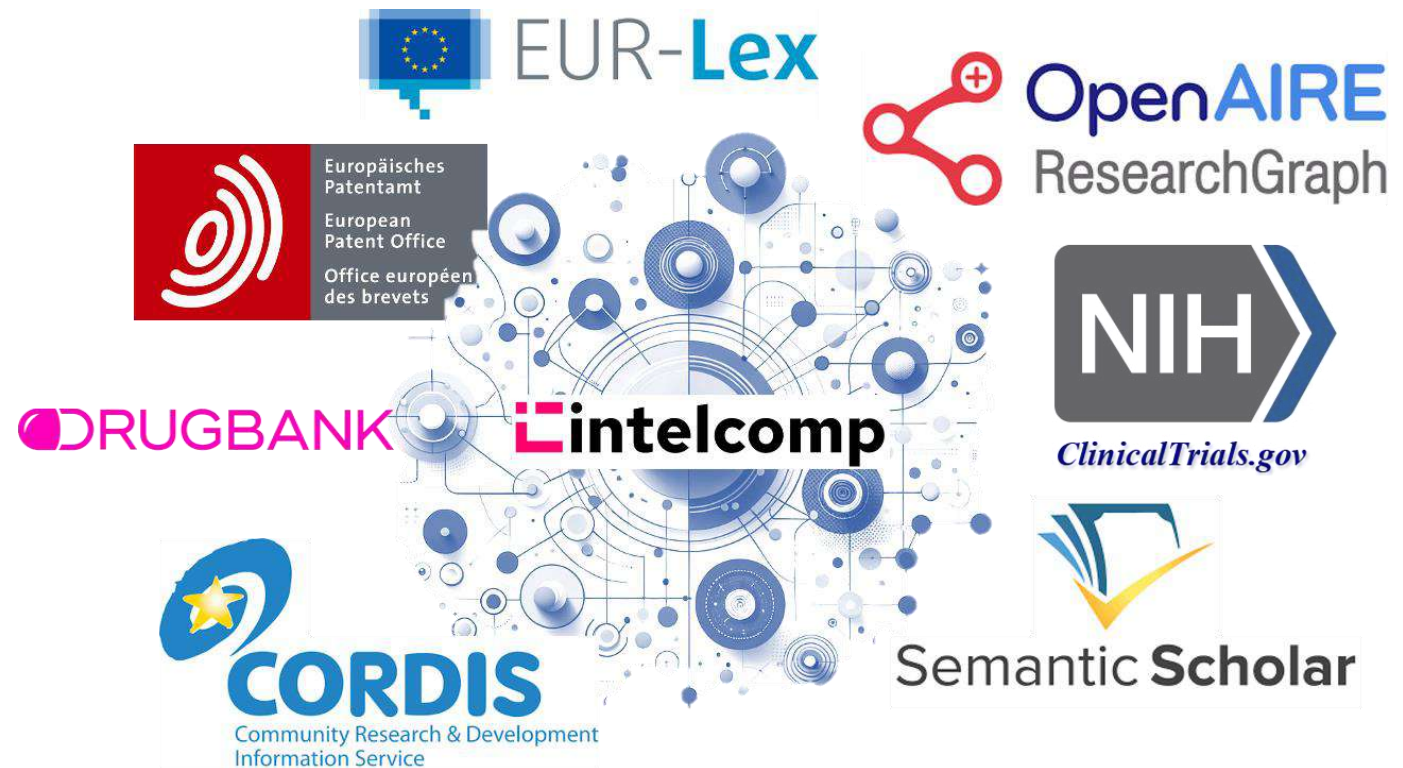 EUR-Lex
OpenAIRE
ResearchGraph
Europäisches
Patentamt
European
Patent Office
Office européen
des brevets
NIH
ClinicalTrials.gov
DRUGBANK
intelcomp
Semantic Scholar
CORDIS
Community Research & Development
Information Service